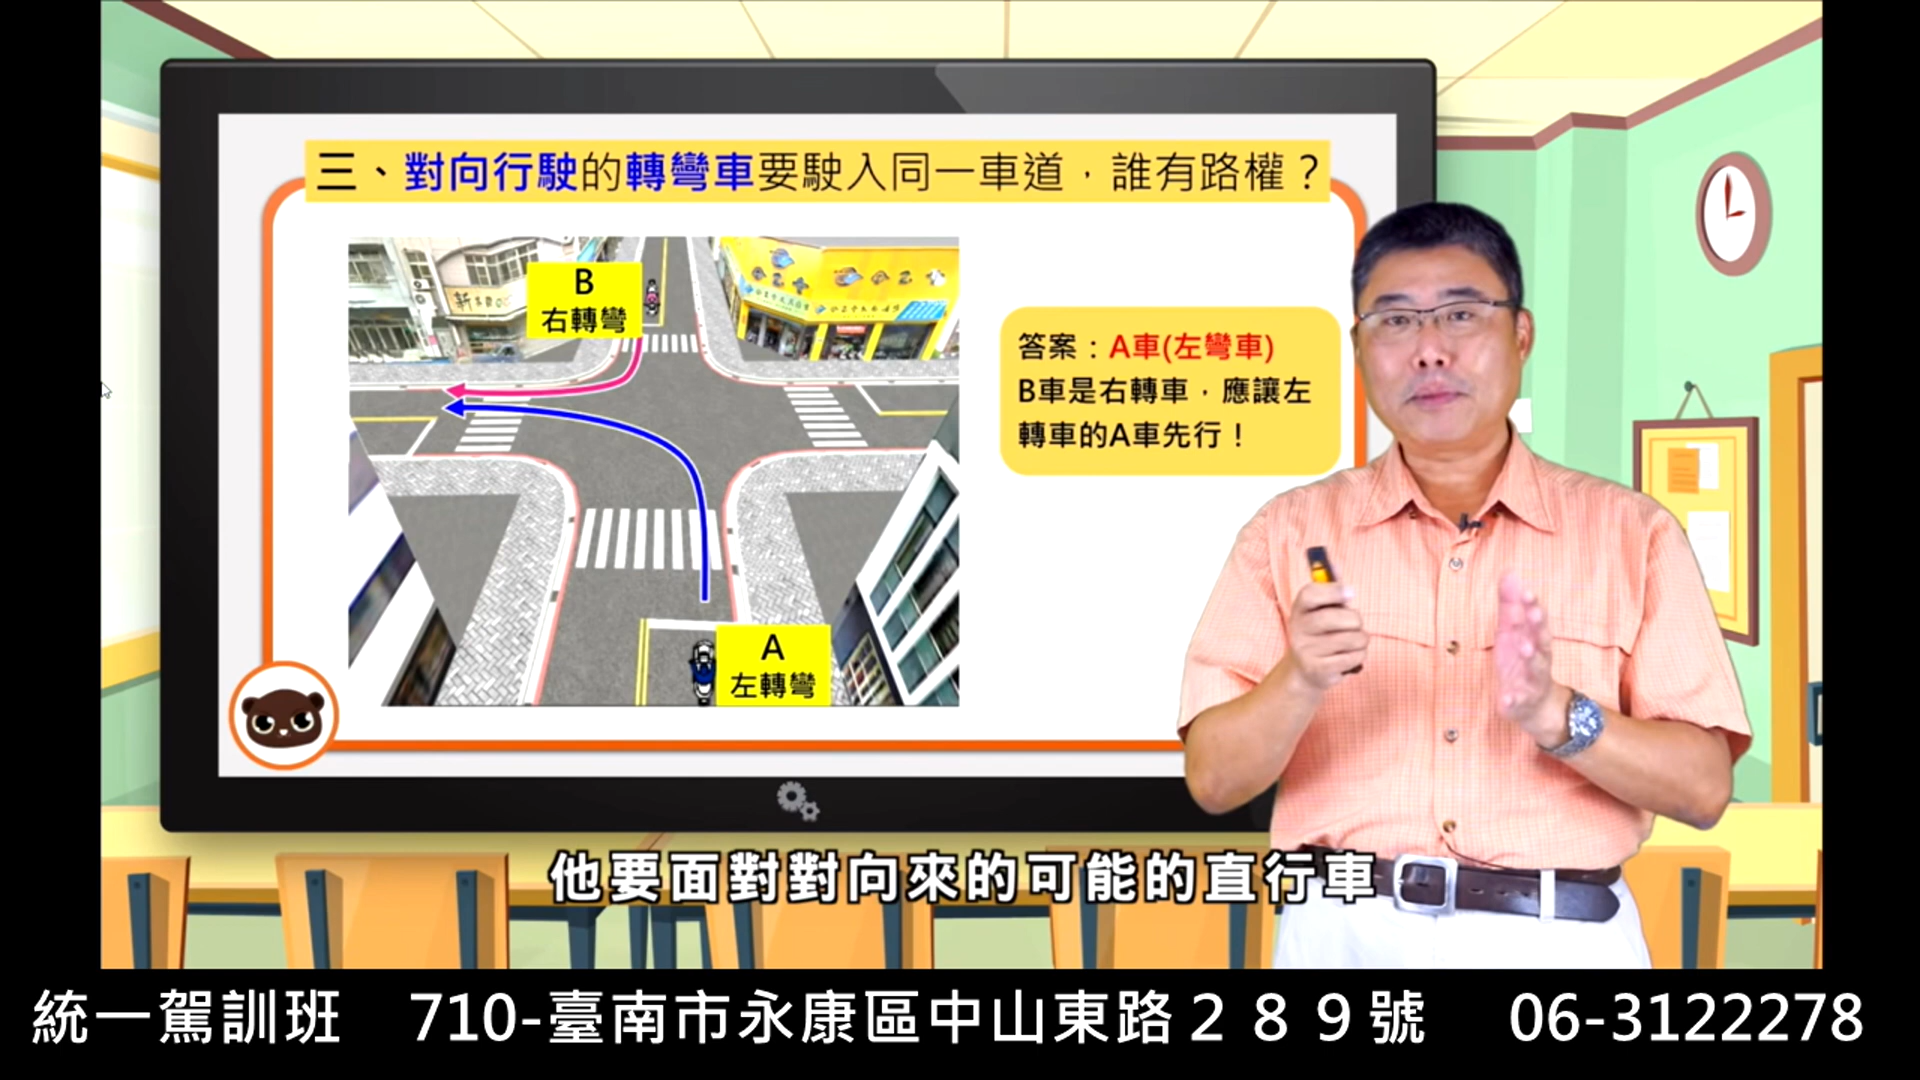 三、對向行駛的轉彎車要駛入同一車道，誰有路權？
B
右轉彎
答案：A車(左彎車)
B車是右轉車，應讓左
轉車的A車先行！
A
左轉彎
他要面對對向來的可能的直行車
統一駕訓班 710-臺南市永康區中山東路２８９號 06-3122278